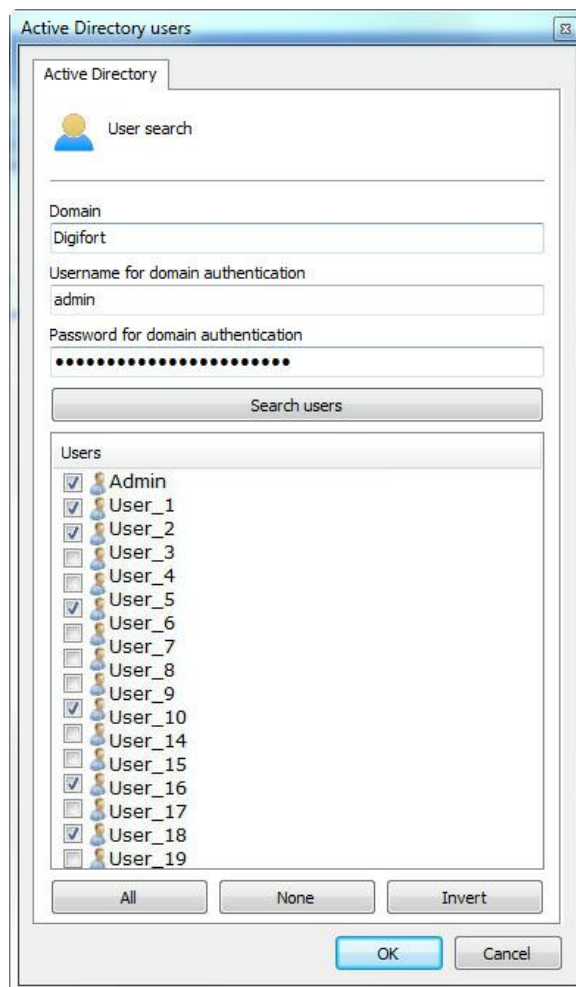 Active Directory users
Active Directory
User search
Domain
Digifort
Username for domain authentication
admin
Password for domain authentication
●●●●●●●●●●●●●●●●●●●●●●●●
Search users
Users
Admin
User_1
User_2
User_3
User_4
User_5
User_6
User_7
User_8
User_9
User_10
User_14
User_15
User_16
User_17
User_18
User_19
All None Invert
OK Cancel